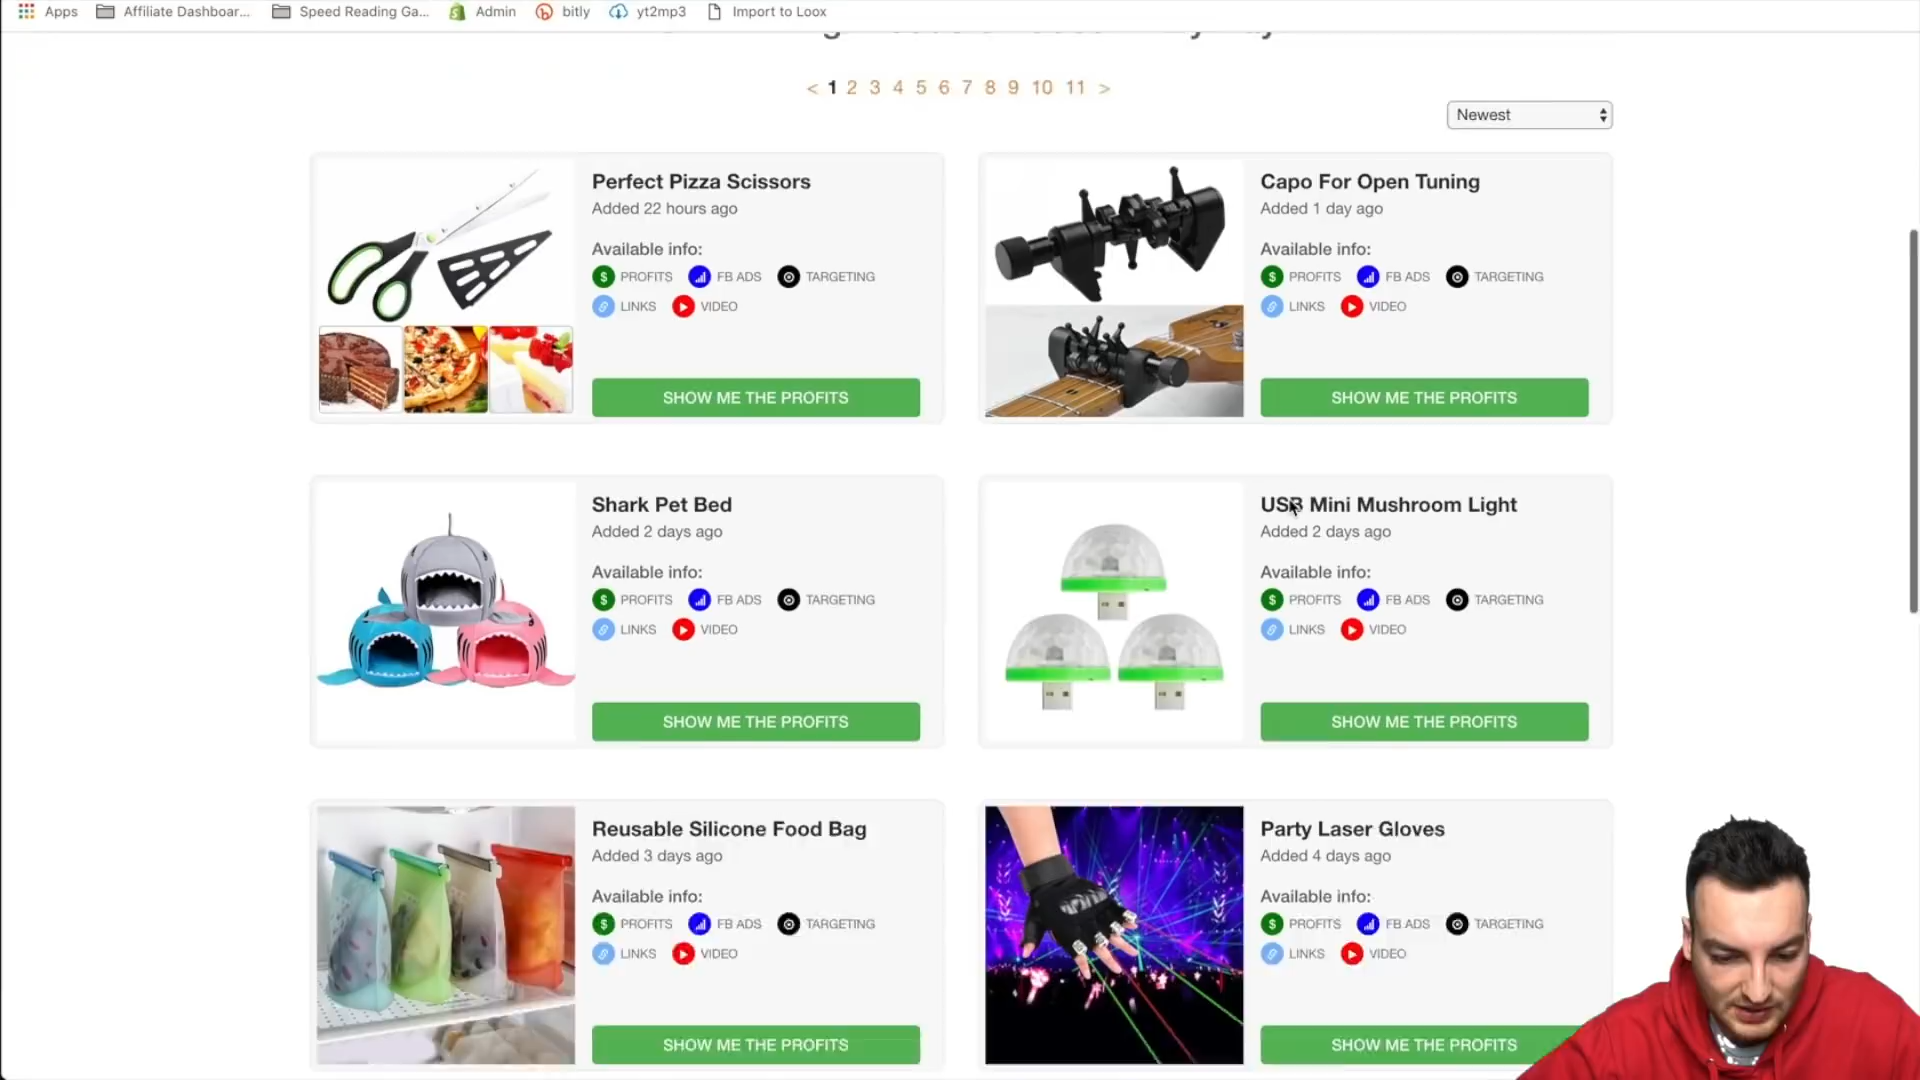 Apps Affiliate Dashboar... Speed Reading Ga... Admin bitly yt2mp3 Import to Loox
< 1 2 3 4 5 6 7 8 9 10 11 >
Newest
Perfect Pizza Scissors
Added 22 hours ago
Available info:
PROFITS FB ADS TARGETING
LINKS VIDEO
SHOW ME THE PROFITS
Capo For Open Tuning
Added 1 day ago
Available info:
PROFITS FB ADS TARGETING
LINKS VIDEO
SHOW ME THE PROFITS
Shark Pet Bed
Added 2 days ago
Available info:
PROFITS FB ADS TARGETING
LINKS VIDEO
SHOW ME THE PROFITS
USB Mini Mushroom Light
Added 2 days ago
Available info:
PROFITS FB ADS TARGETING
LINKS VIDEO
SHOW ME THE PROFITS
Reusable Silicone Food Bag
Added 3 days ago
Available info:
PROFITS FB ADS TARGETING
LINKS VIDEO
SHOW ME THE PROFITS
Party Laser Gloves
Added 4 days ago
Available info:
PROFITS FB ADS TARGETING
LINKS VIDEO
SHOW ME THE PROFITS